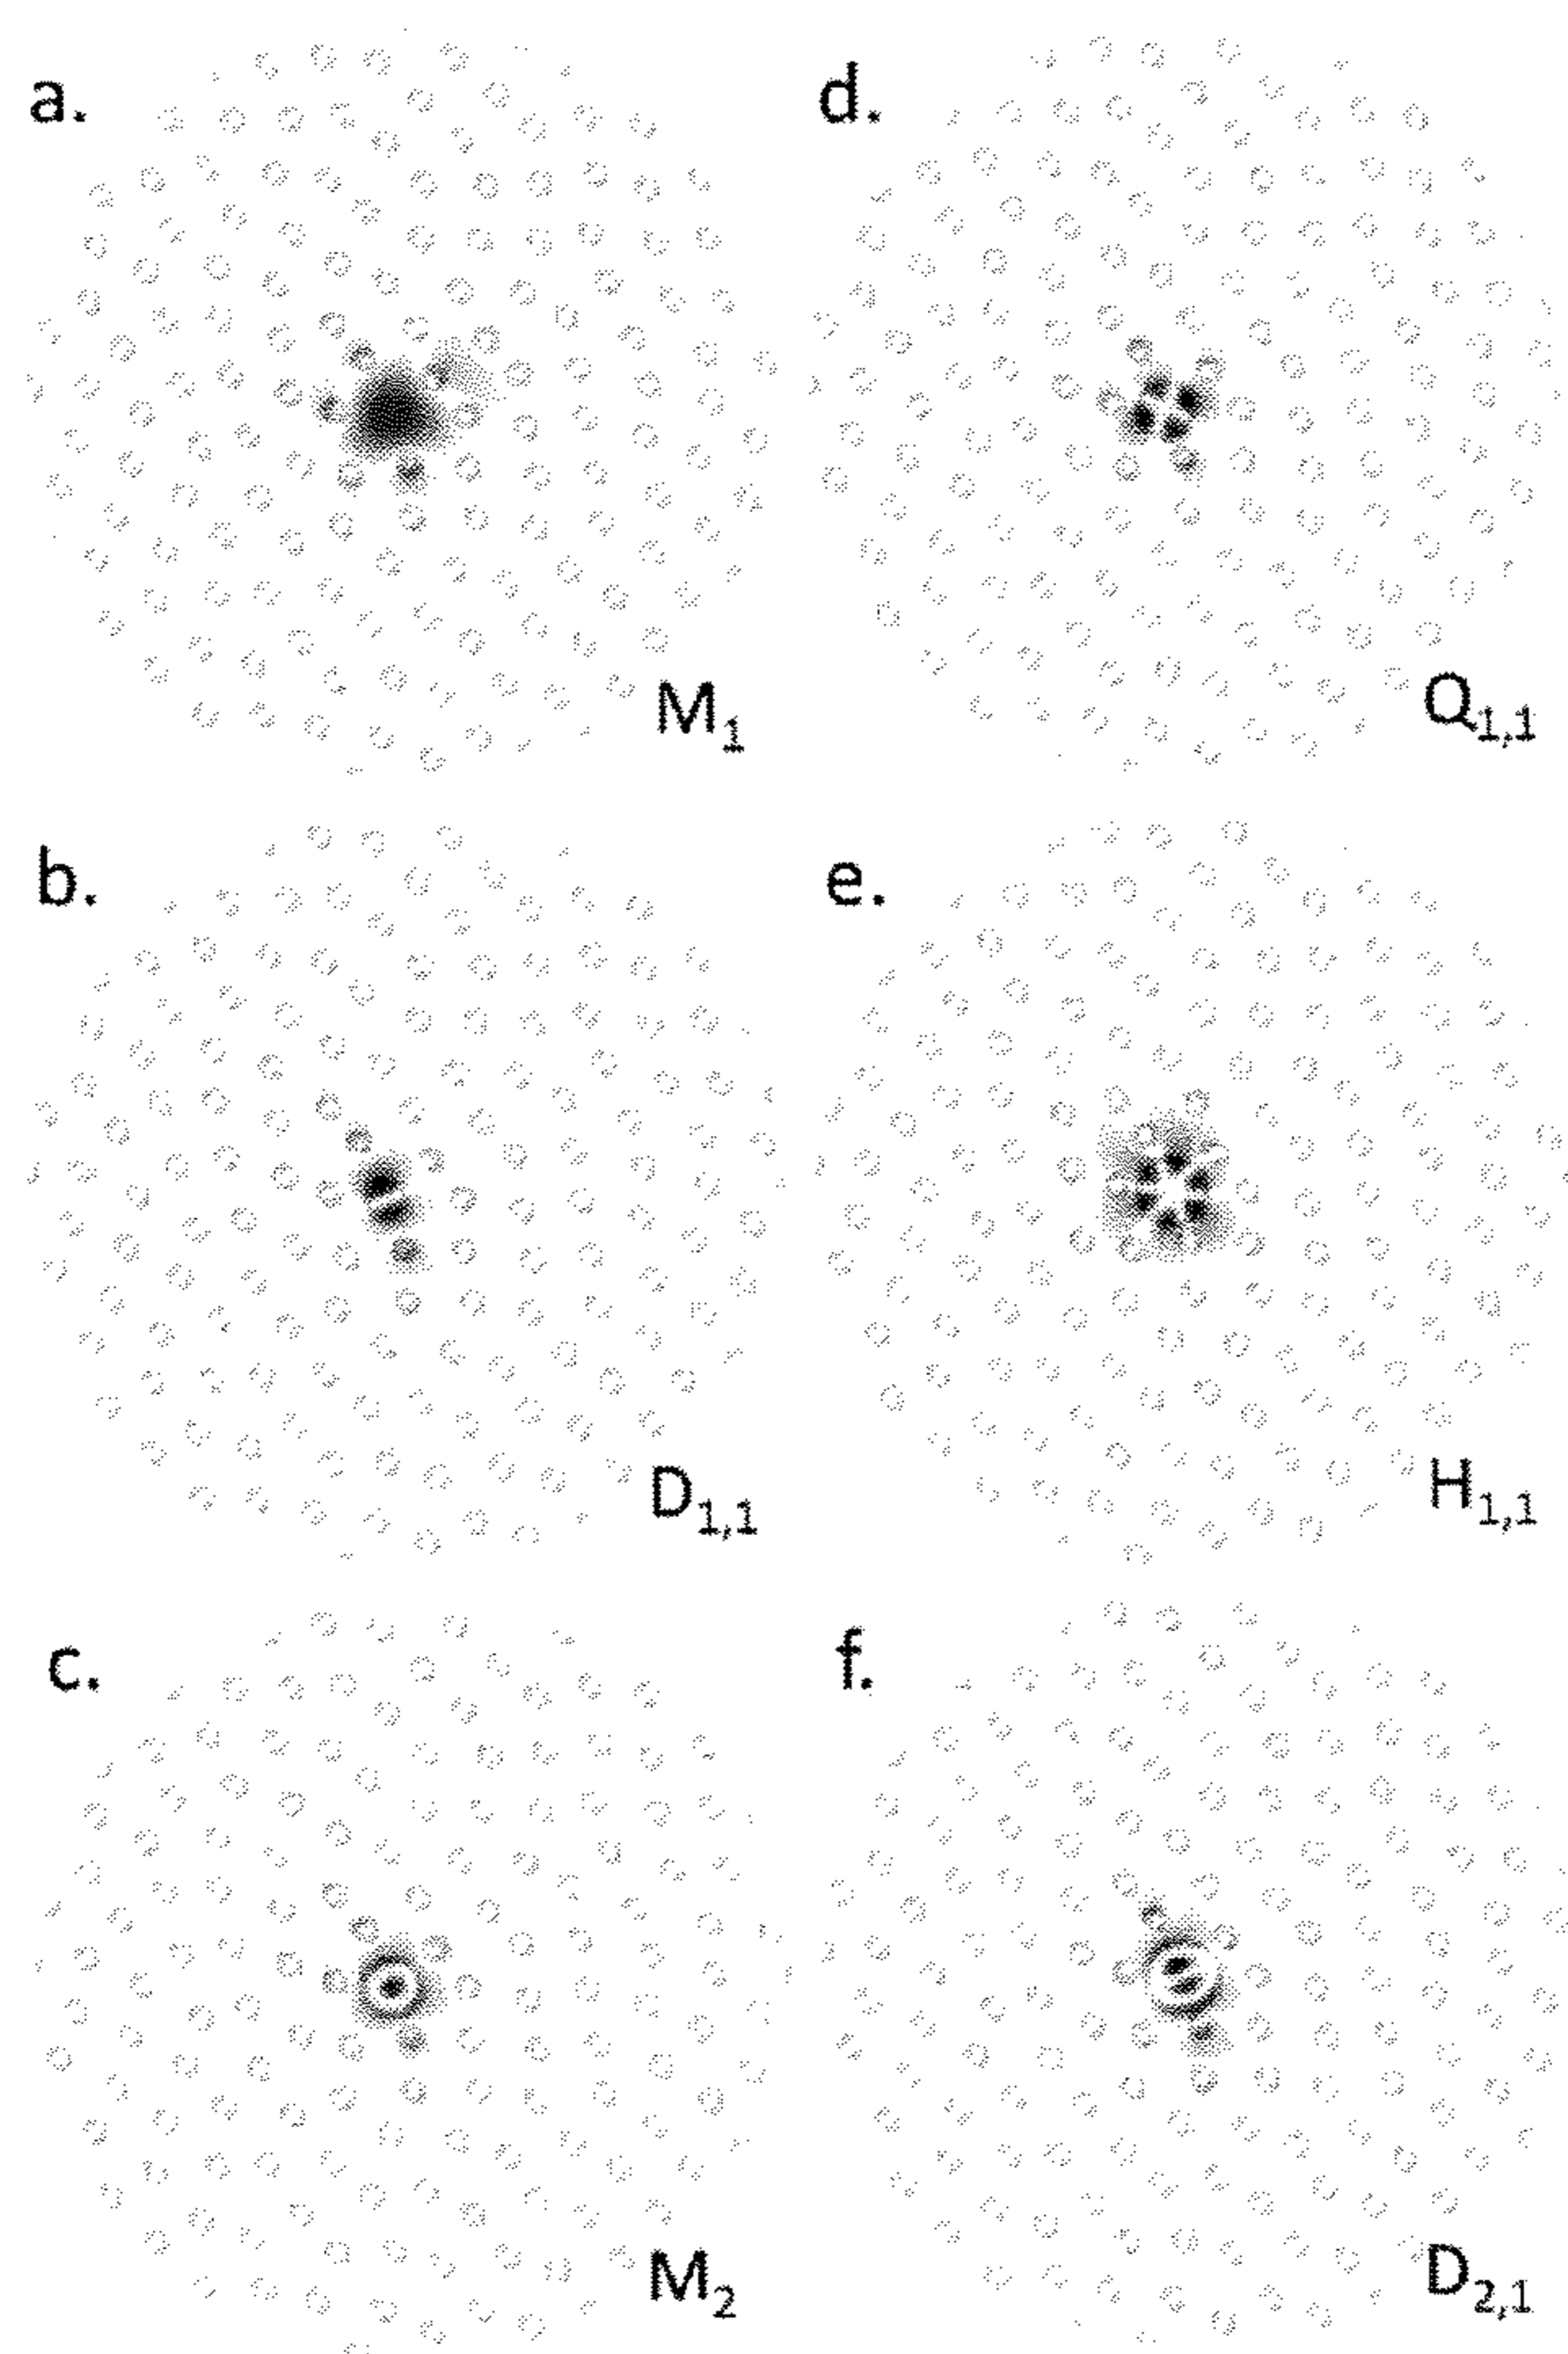 a.
M₁
d.
Q₁,₁
b.
D₁,₁
e.
H₁,₁
c.
M₂
f.
D₂,₁